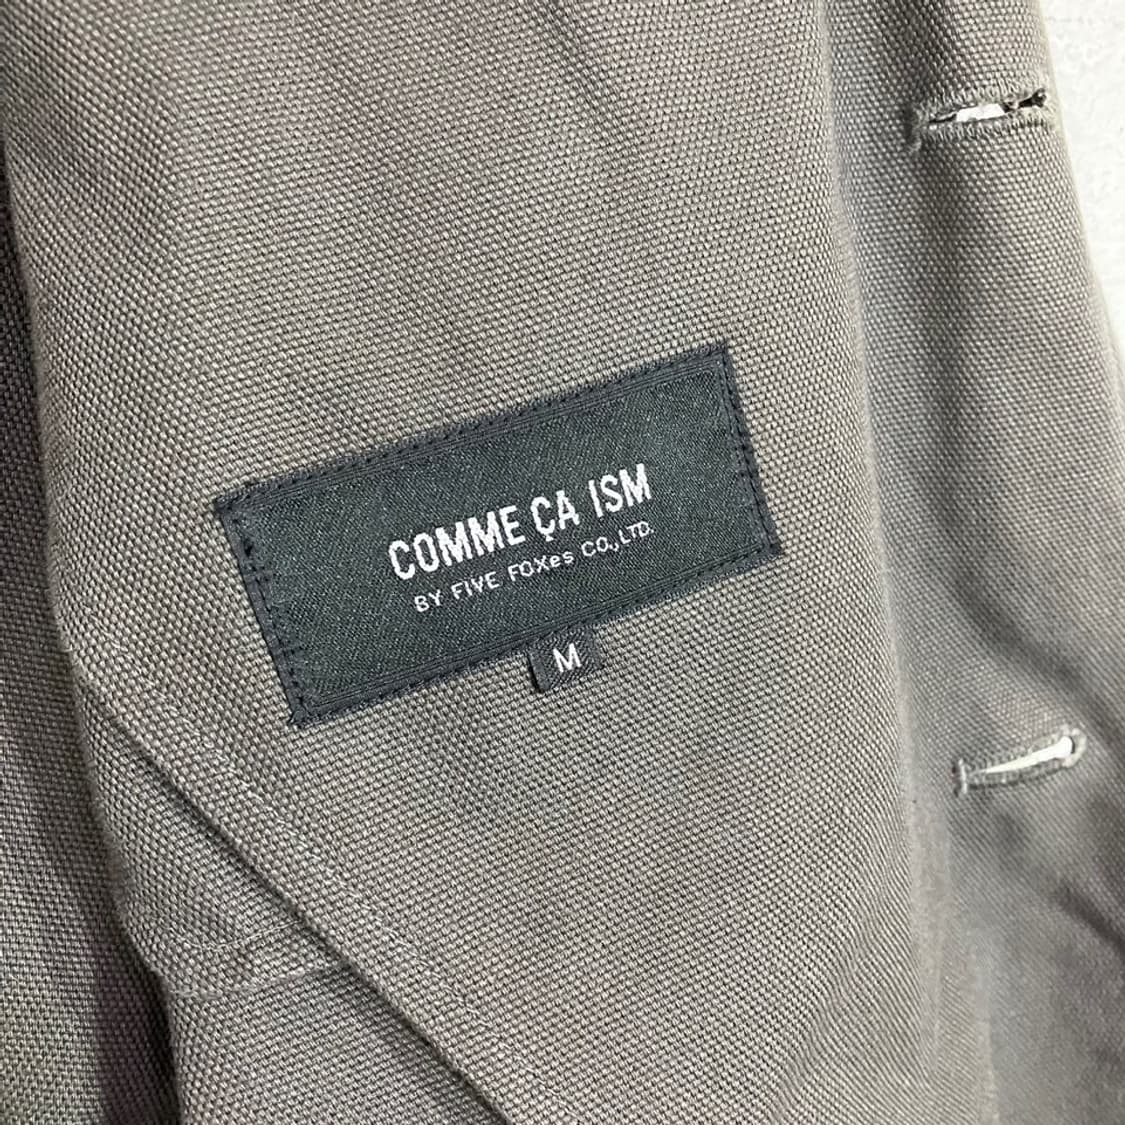 COMME ÇA ISM
BY FIVE FOXes CO.,LTD.
M